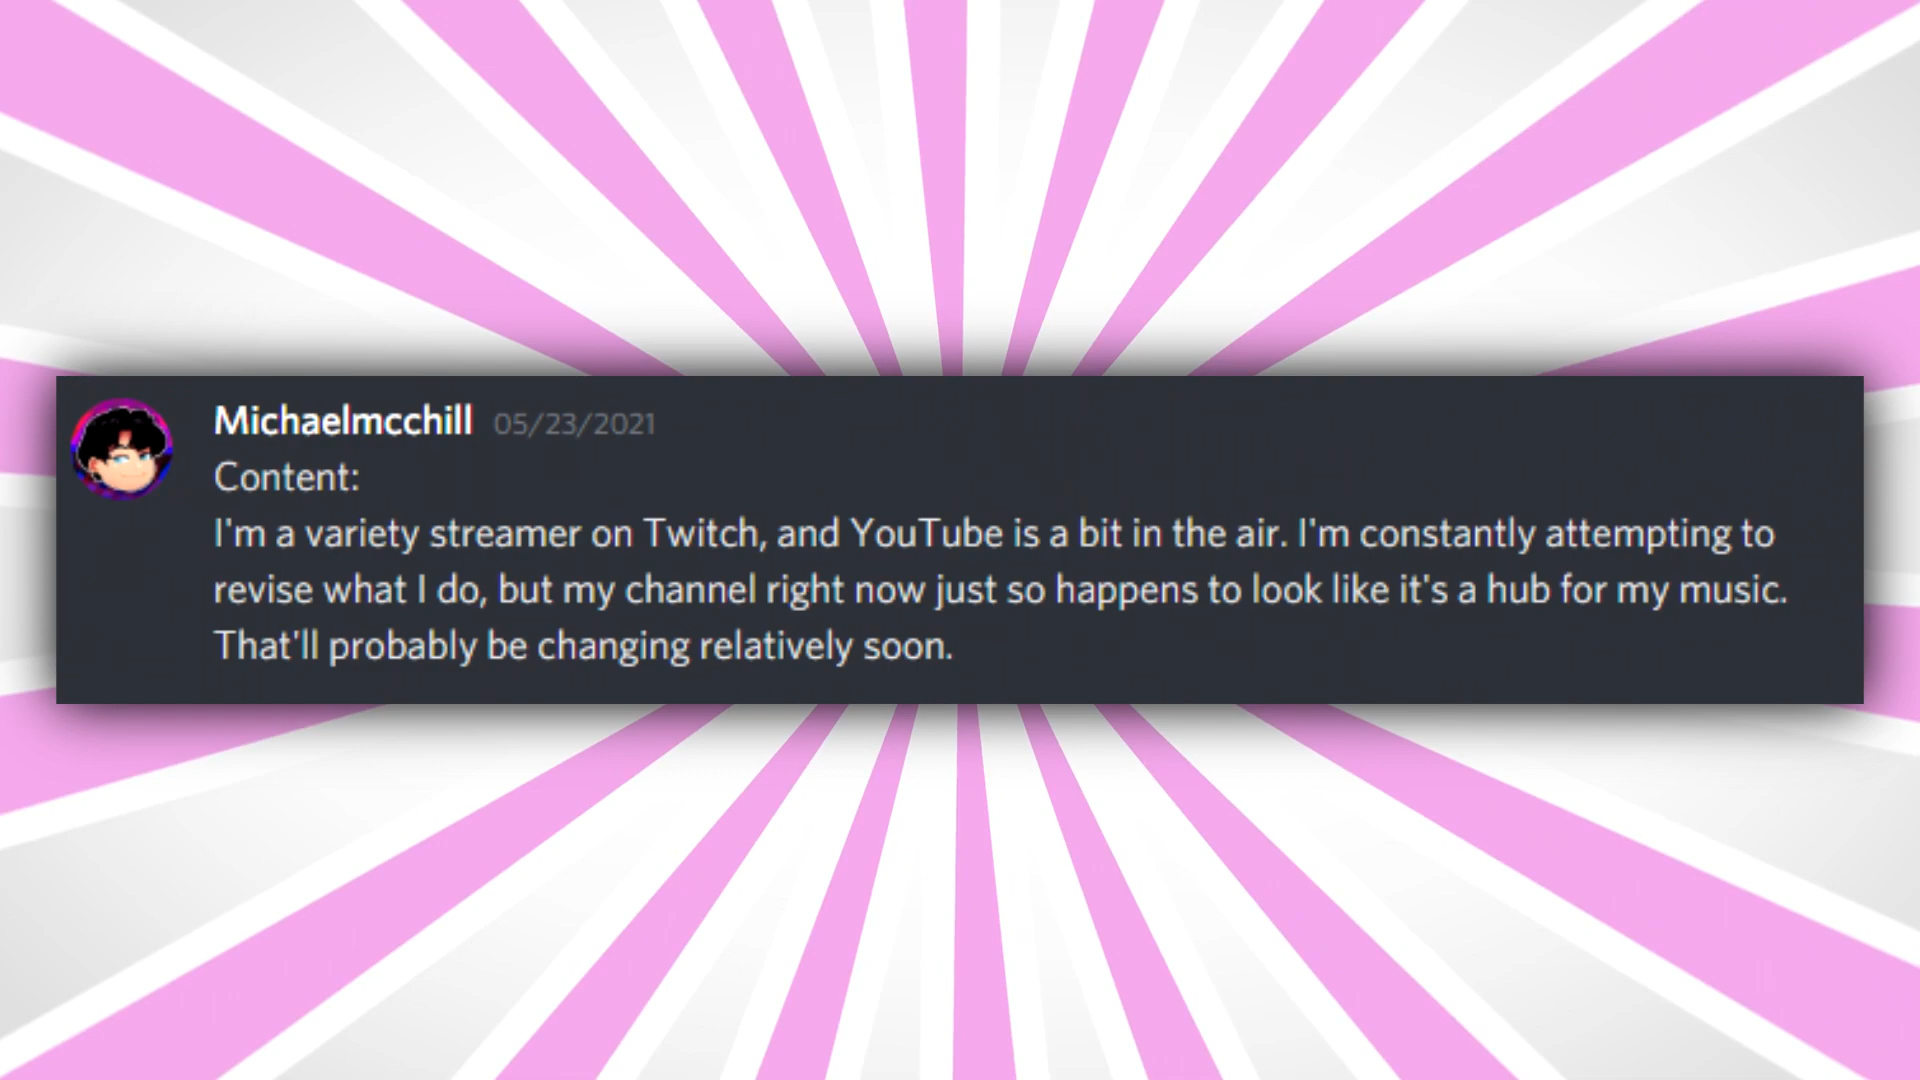 Michaelmcchill 05/23/2021
Content:
I'm a variety streamer on Twitch, and YouTube is a bit in the air. I'm constantly attempting to
revise what I do, but my channel right now just so happens to look like it's a hub for my music.
That'll probably be changing relatively soon.